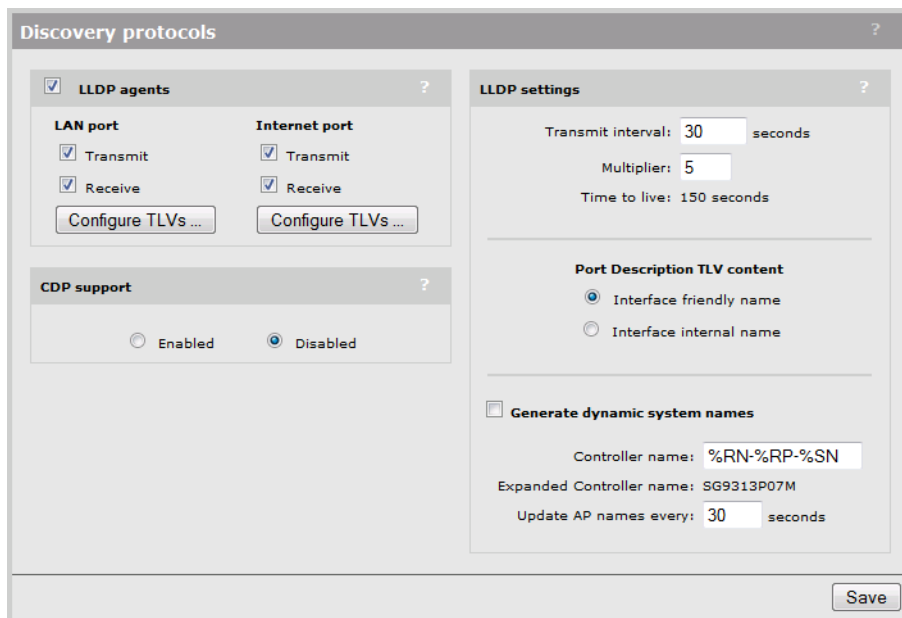 Discovery protocols ?
LLDP agents ?
LAN port Internet port
Transmit Transmit
Receive Receive
Configure TLVs ... Configure TLVs ...
CDP support ?
Enabled Disabled
LLDP settings ?
Transmit interval: 30 seconds
Multiplier: 5
Time to live: 150 seconds
Port Description TLV content
Interface friendly name
Interface internal name
Generate dynamic system names
Controller name: %RN-%RP-%SN
Expanded Controller name: SG9313P07M
Update AP names every: 30 seconds
Save